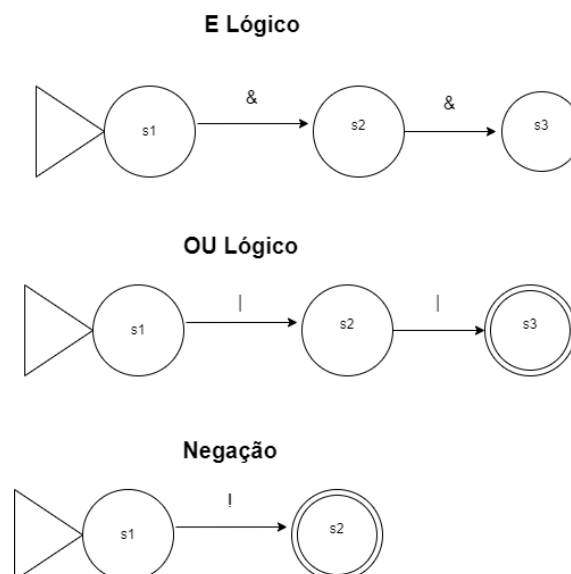 E Lógico
& &
s1 s2 s3
OU Lógico
| |
s1 s2 s3
Negação
!
s1 s2